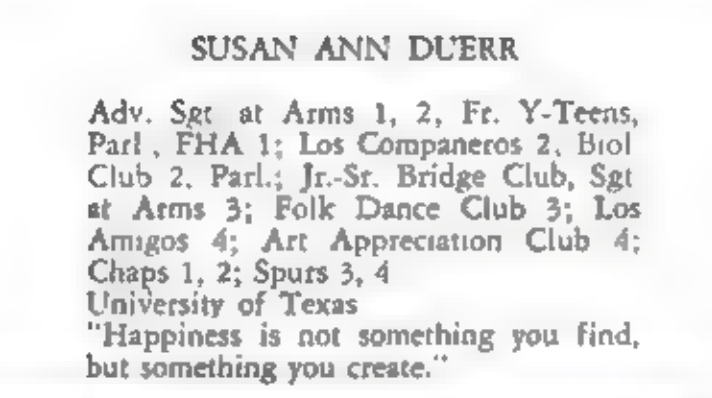 SUSAN ANN DUERR
Adv. Sgt at Arms 1, 2, Fr. Y-Teens,
Parl., FHA 1; Los Companeros 2, Biol
Club 2, Parl.; Jr.-Sr. Bridge Club, Sgt
at Arms 3; Folk Dance Club 3; Los
Amigos 4; Art Appreciation Club 4;
Chaps 1, 2; Spurs 3, 4
University of Texas
"Happiness is not something you find,
but something you create."